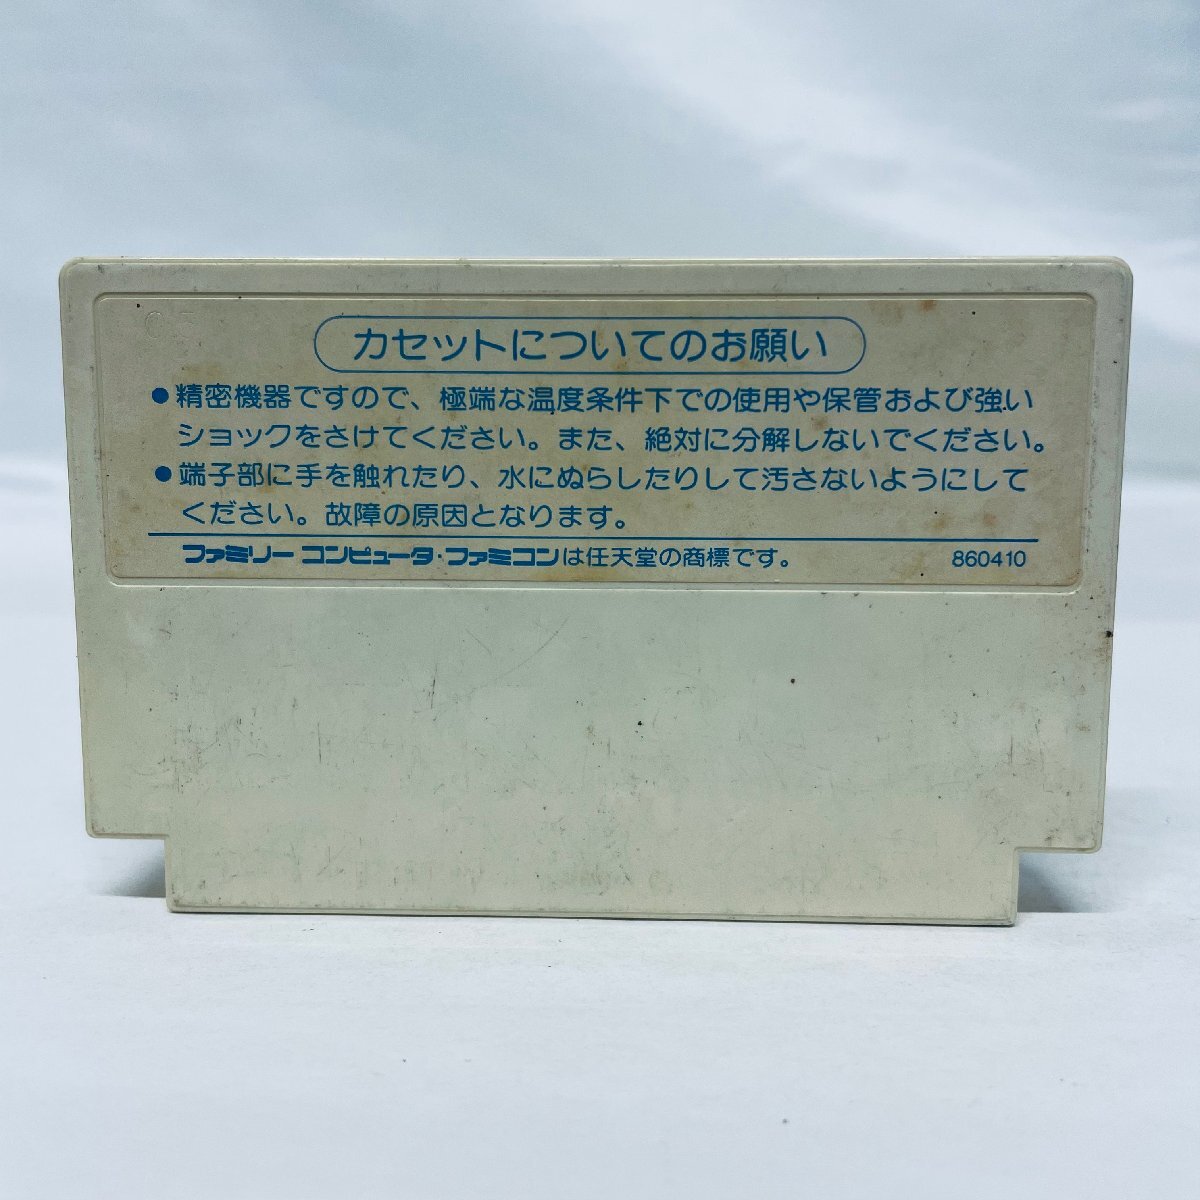 カセットについてのお願い
●精密機器ですので、極端な温度条件下での使用や保管および強い
ショックをさけてください。また、絶対に分解しないでください。
●端子部に手を触れたり、水にぬらしたりして汚さないようにして
ください。故障の原因となります。
ファミリーコンピュータ・ファミコンは任天堂の商標です。 860410